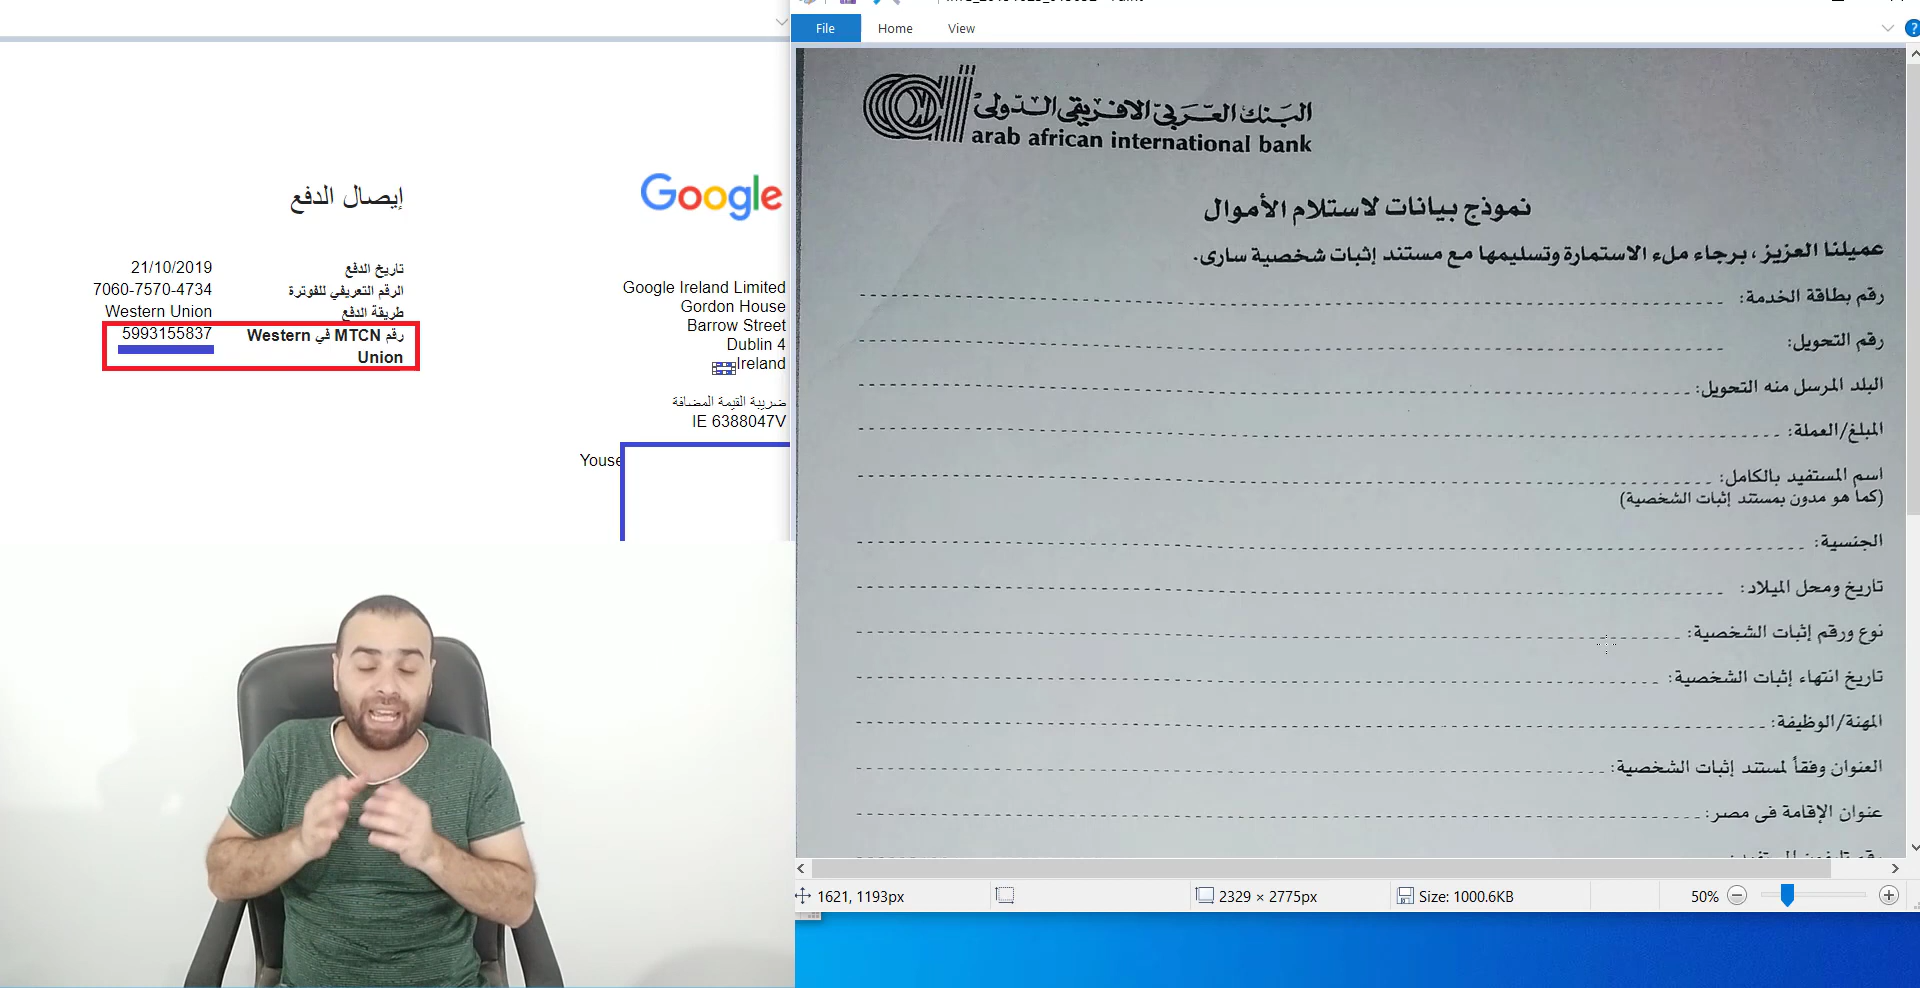 إيصال الدفع
Google
تاريخ الدفع 21/10/2019
الرقم التعريفي للفوترة 7060-7570-4734
طريقة الدفع Western Union
رقم MTCN في Western 5993155837
Union
Google Ireland Limited
Gordon House
Barrow Street
Dublin 4
Ireland
ضريبة القيمة المضافة
IE 6388047V
Youse
File Home View
البنك العربي الافريقي الدولي
arab african international bank
نموذج بيانات لاستلام الأموال
عميلنا العزيز، برجاء ملء الاستمارة وتسليمها مع مستند إثبات شخصية سارى.
رقم بطاقة الخدمة:
رقم التحويل:
البلد المرسل منه التحويل:
المبلغ/العملة:
اسم المستفيد بالكامل:
(كما هو مدون بمستند إثبات الشخصية)
الجنسية:
تاريخ ومحل الميلاد:
نوع ورقم إثبات الشخصية:
تاريخ انتهاء إثبات الشخصية:
المهنة/الوظيفة:
العنوان وفقاً لمستند إثبات الشخصية:
عنوان الإقامة فى مصر:
1621, 1193px 2329 × 2775px Size: 1000.6KB 50%